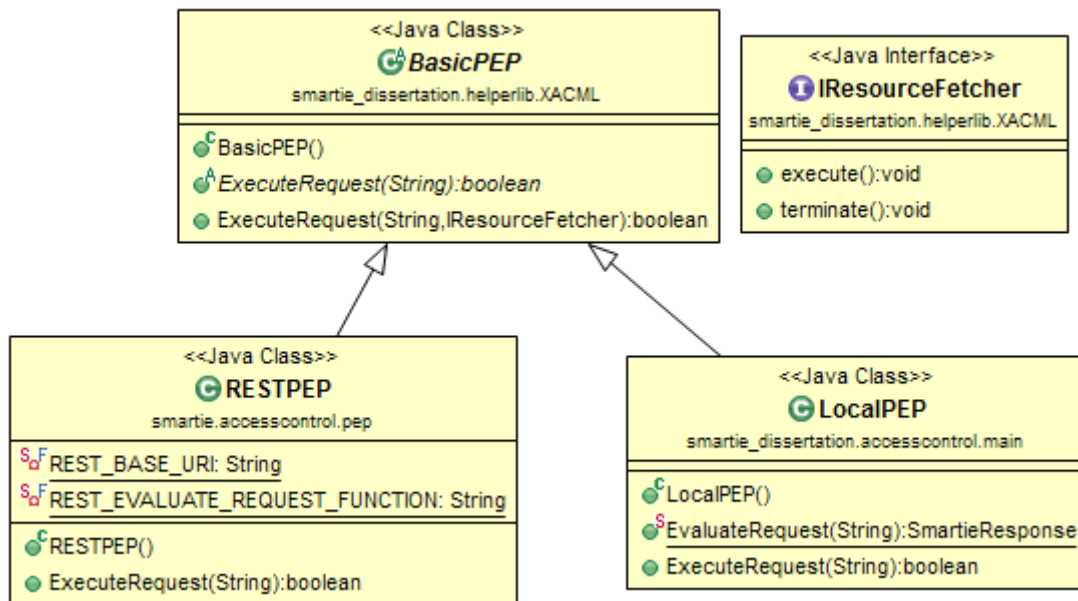 <<Java Class>>
BasicPEP
smartie_dissertation.helperlib.XACML
BasicPEP()
ExecuteRequest(String):boolean
ExecuteRequest(String,IResourceFetcher):boolean
<<Java Interface>>
IResourceFetcher
smartie_dissertation.helperlib.XACML
execute():void
terminate():void
<<Java Class>>
RESTPEP
smartie.accesscontrol.pep
REST_BASE_URI: String
REST_EVALUATE_REQUEST_FUNCTION: String
RESTPEP()
ExecuteRequest(String):boolean
<<Java Class>>
LocalPEP
smartie_dissertation.accesscontrol.main
LocalPEP()
EvaluateRequest(String):SmartieResponse
ExecuteRequest(String):boolean